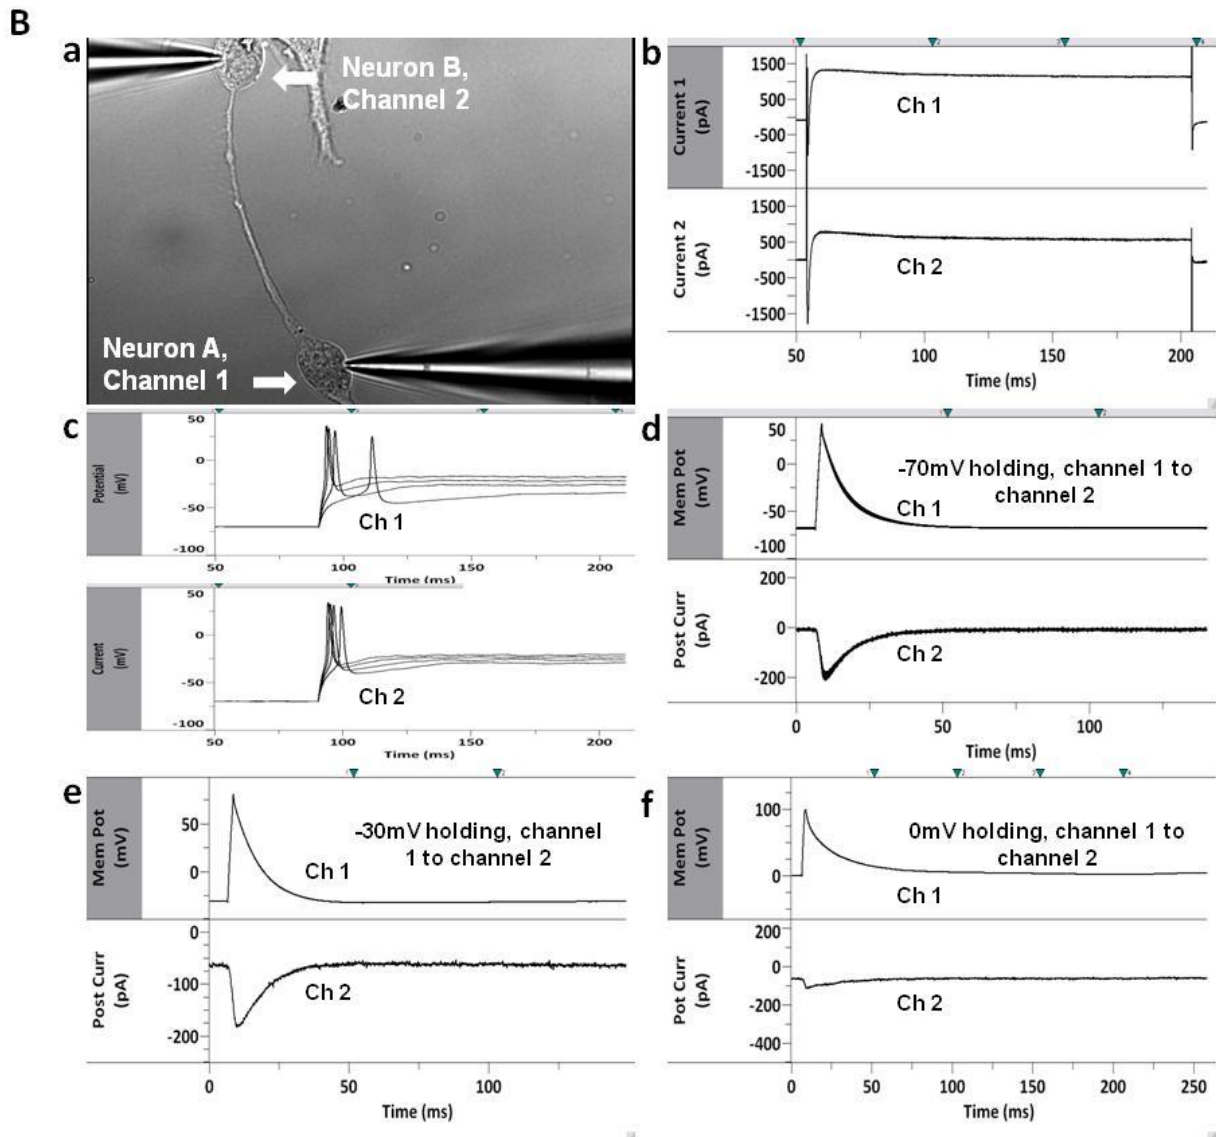 B
a
Neuron B,
Channel 2
Neuron A,
Channel 1
b
Current 1
(pA)
1500
500
-500
-1500
Ch 1
Current 2
(pA)
1500
500
-500
-1500
Ch 2
50
100
150
200
Time (ms)
c
Potential
(mV)
50
0
-50
-100
Ch 1
50
100
150
200
Time (ms)
Current
(mV)
50
0
-50
-100
Ch 2
50
100
150
200
Time (ms)
d
Mem Pot
(mV)
50
0
-50
-100
-70mV holding, channel 1 to
channel 2
Ch 1
Post Curr
(pA)
200
0
-200
Ch 2
0
50
100
Time (ms)
e
Mem Pot
(mV)
50
0
-30mV holding, channel
1 to channel 2
Ch 1
Post Curr
(pA)
0
-100
-200
Ch 2
0
50
100
Time (ms)
f
Mem Pot
(mV)
100
0
0mV holding, channel 1 to
channel 2
Ch 1
Pot Curr
(pA)
200
0
-200
-400
Ch 2
0
50
100
150
200
250
Time (ms)